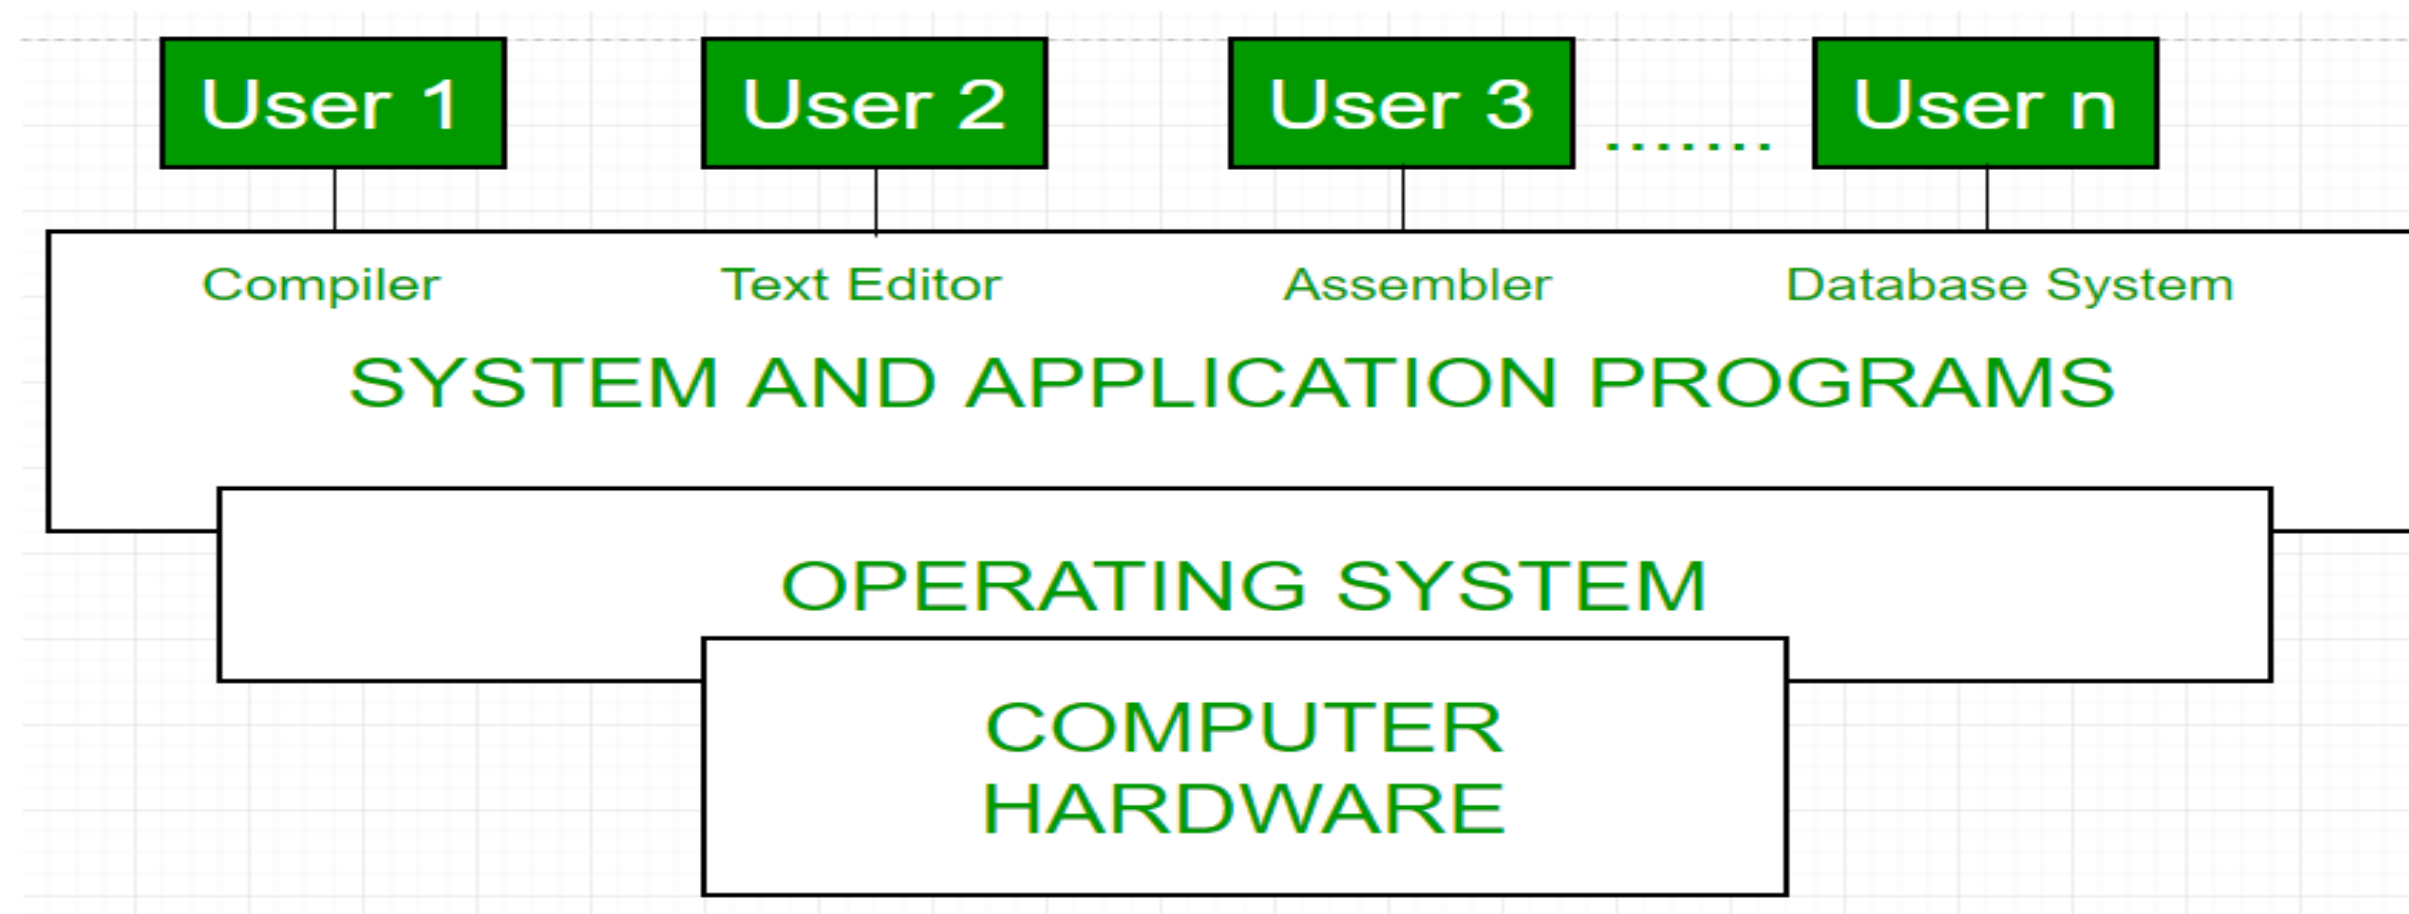 User 1 User 2 User 3 ....... User n
Compiler Text Editor Assembler Database System
SYSTEM AND APPLICATION PROGRAMS
OPERATING SYSTEM
COMPUTER
HARDWARE